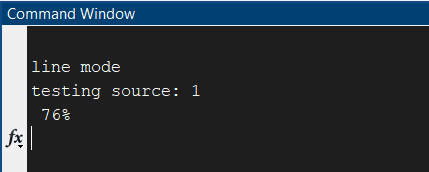 Command Window
line mode
testing source: 1
76%
fx